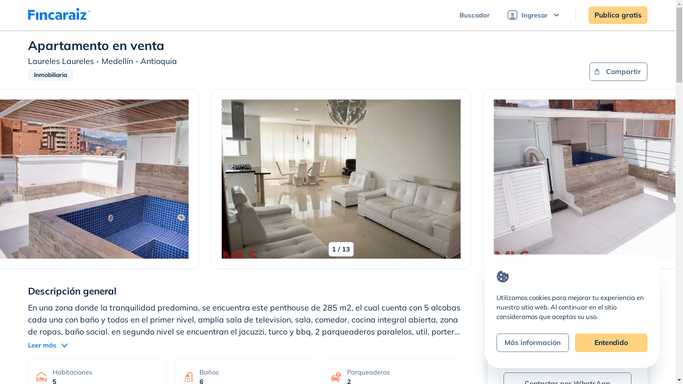 Fincaraiz
Buscador
Ingresar
Publica gratis
Apartamento en venta
Laureles Laureles - Medellín - Antioquia
Inmobiliaria
Compartir
1 / 13
Descripción general
En una zona donde la tranquilidad predomina, se encuentra este penthouse de 285 m2, el cual cuenta con 5 alcobas
cada una con baño y todos en el primer nivel, amplia sala de television, sala, comedor, cocina integral abierta, zona
de ropas, baño social. en segundo nivel se encuentran el jacuzzi, turco y bbq, 2 parqueaderos paralelos, util, porter...
Leer más
Habitaciones
5
Baños
6
Parqueaderos
2
Utilizamos cookies para mejorar tu experiencia en
nuestro sitio web. Al continuar en el sitio
consideramos que aceptas su uso.
Más información
Entendido
Contactar por WhatsApp